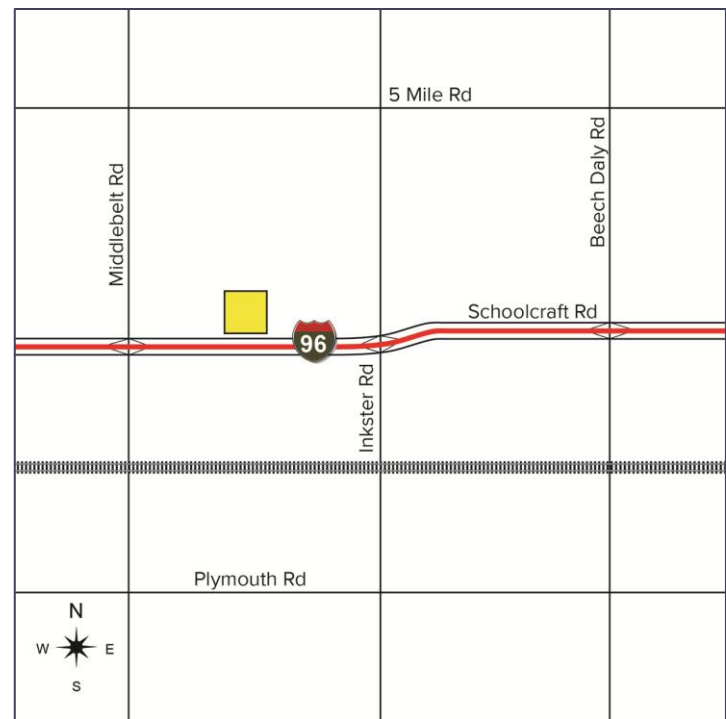 5 Mile Rd
Middlebelt Rd
Beech Daly Rd
Schoolcraft Rd
96
Inkster Rd
Plymouth Rd
N
W E
S